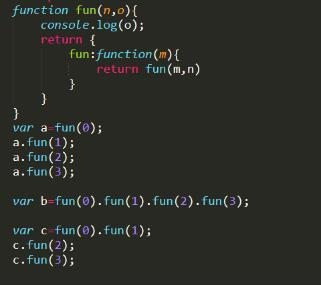 function fun(n,o){
    console.log(o);
    return {
        fun:function(m){
            return fun(m,n)
        }
    }
}
var a=fun(0);
a.fun(1);
a.fun(2);
a.fun(3);

var b=fun(0).fun(1).fun(2).fun(3);

var c=fun(0).fun(1);
c.fun(2);
c.fun(3);